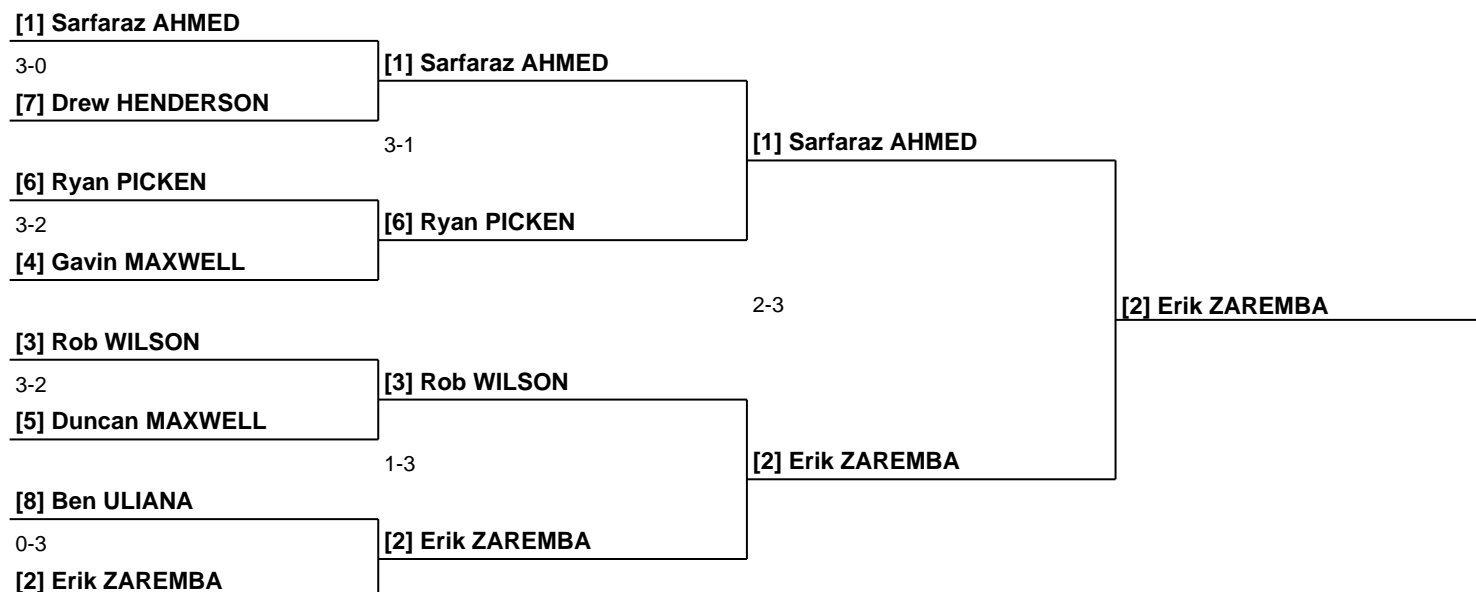 [1] Sarfaraz AHMED
3-0
[1] Sarfaraz AHMED
[7] Drew HENDERSON
3-1
[1] Sarfaraz AHMED
[6] Ryan PICKEN
3-2
[6] Ryan PICKEN
[4] Gavin MAXWELL
2-3
[2] Erik ZAREMBA
[3] Rob WILSON
3-2
[3] Rob WILSON
[5] Duncan MAXWELL
1-3
[2] Erik ZAREMBA
[8] Ben ULIANA
0-3
[2] Erik ZAREMBA
[2] Erik ZAREMBA